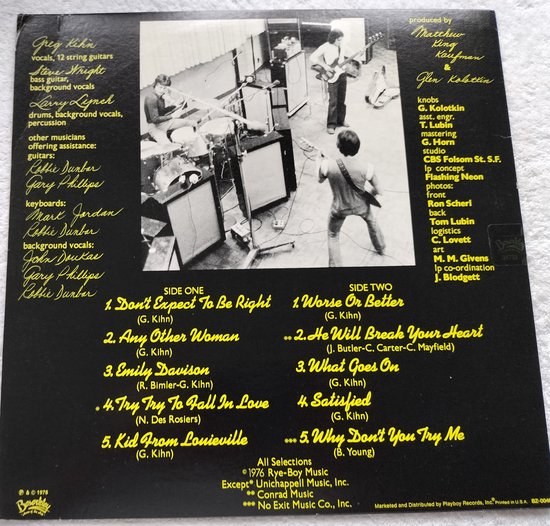 Greg Kihn
vocals, 12 string guitars
Steve Wright
bass guitar,
background vocals
Larry Lynch
drums, background vocals,
percussion
other musicians
offering assistance:
guitars:
Robbie Dunbar
Gary Phillips
keyboards:
Mark Jordan
Robbie Dunbar
background vocals:
John Doukas
Gary Phillips
Robbie Dunbar
produced by
Matthew
King
Kaufman
&
Glen Kolotkin
knobs
G. Kolotkin
asst. engr.
T. Lubin
mastering
G. Horn
studio
CBS Folsom St. S.F.
lp concept
Flashing Neon
photos:
front
Ron Scherl
back
Tom Lubin
logistics
C. Lovett
art
M. M. Givens
lp co-ordination
J. Blodgett
SIDE ONE
1. Don't Expect To Be Right
(G. Kihn)
2. Any Other Woman
(G. Kihn)
3. Emily Davison
(R. Bimler-G. Kihn)
*4. Try Try To Fall In Love
(N. Des Rosiers)
5. Kid From Louieville
(G. Kihn)
SIDE TWO
1. Worse Or Better
(G. Kihn)
**2. He Will Break Your Heart
(J. Butler-C. Carter-C. Mayfield)
3. What Goes On
(G. Kihn)
4. Satisfied
(G. Kihn)
***5. Why Don't You Try Me
(B. Young)
All Selections
© 1976 Rye-Boy Music
Except* Unichappell Music, Inc.
** Conrad Music
*** No Exit Music Co., Inc.
℗ & © 1976
Beserkley
Marketed and Distributed by Playboy Records, Inc. Printed in U.S.A.